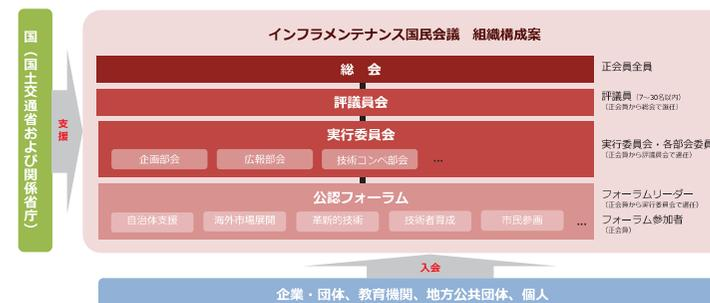 インフラメンテナンス国民会議 組織構成案
国（国土交通省および関係省庁）
支援
総 会
正会員全員
評議員会
評議員（7～30名以内）
（正会員から総会で選任）
実行委員会
企画部会 広報部会 技術コンペ部会 …
実行委員会・各部会委員
（正会員から評議員会で選任）
公認フォーラム
自治体支援 海外市場展開 革新的技術 技術者育成 市民参画 …
フォーラムリーダー
（正会員から実行委員会で選任）
フォーラム参加者
（正会員）
入会
企業・団体、教育機関、地方公共団体、個人